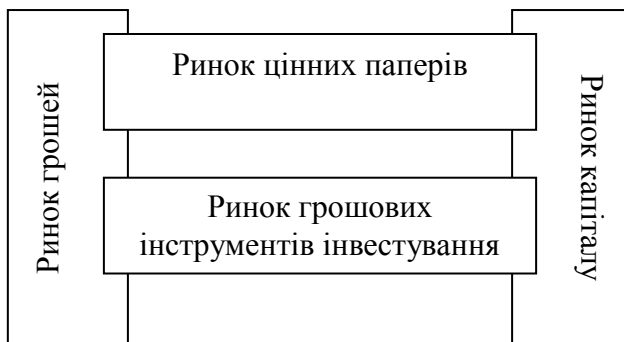 Ринок грошей
Ринок цінних паперів
Ринок грошових
інструментів інвестування
Ринок капіталу